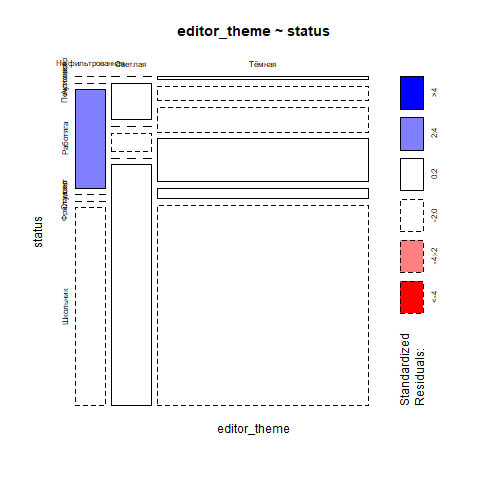 editor_theme ~ status
Нефильтрованное Светлая Тёмная
Работяга
Школьник
status
editor_theme
>4
2:4
0:2
-2:0
-4:-2
<-4
Standardized
Residuals: